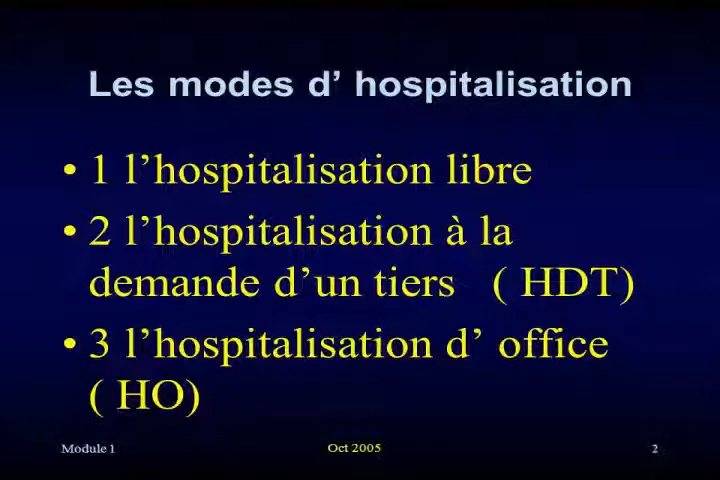 Les modes d’ hospitalisation
• 1 l’hospitalisation libre
• 2 l’hospitalisation à la
demande d’un tiers ( HDT)
• 3 l’hospitalisation d’ office
( HO)
Module 1 Oct 2005 2